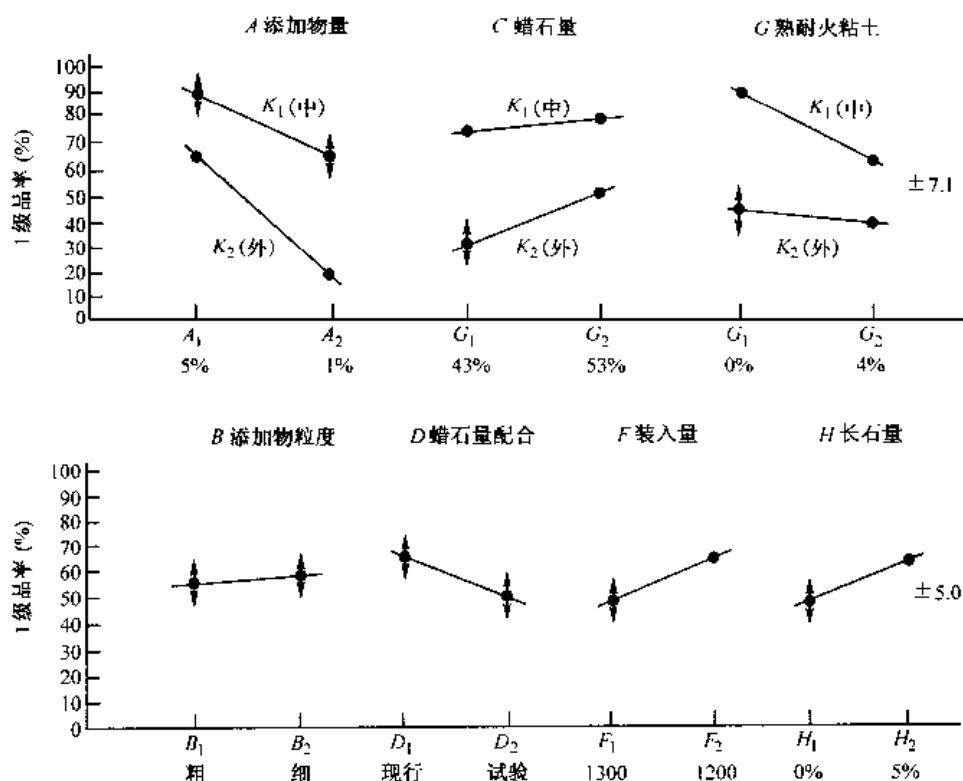 A 添加物量 C 蜡石量 G 熟耐火粘土
1级品率 (%)
100
90
80
70
60
50
40
30
20
10
0
K1 (中)
K2 (外)
K1 (中)
K2 (外)
K1 (中)
K2 (外)
±7.1
A1 A2 G1 G2 G1 G2
5% 1% 43% 53% 0% 4%
B 添加物粒度 D 蜡石量配合 F 装入量 H 长石量
1级品率 (%)
100
90
80
70
60
50
40
30
20
10
0
±5.0
B1 B2 D1 D2 F1 F2 H1 H2
粗 细 现行 试验 1300 1200 0% 5%